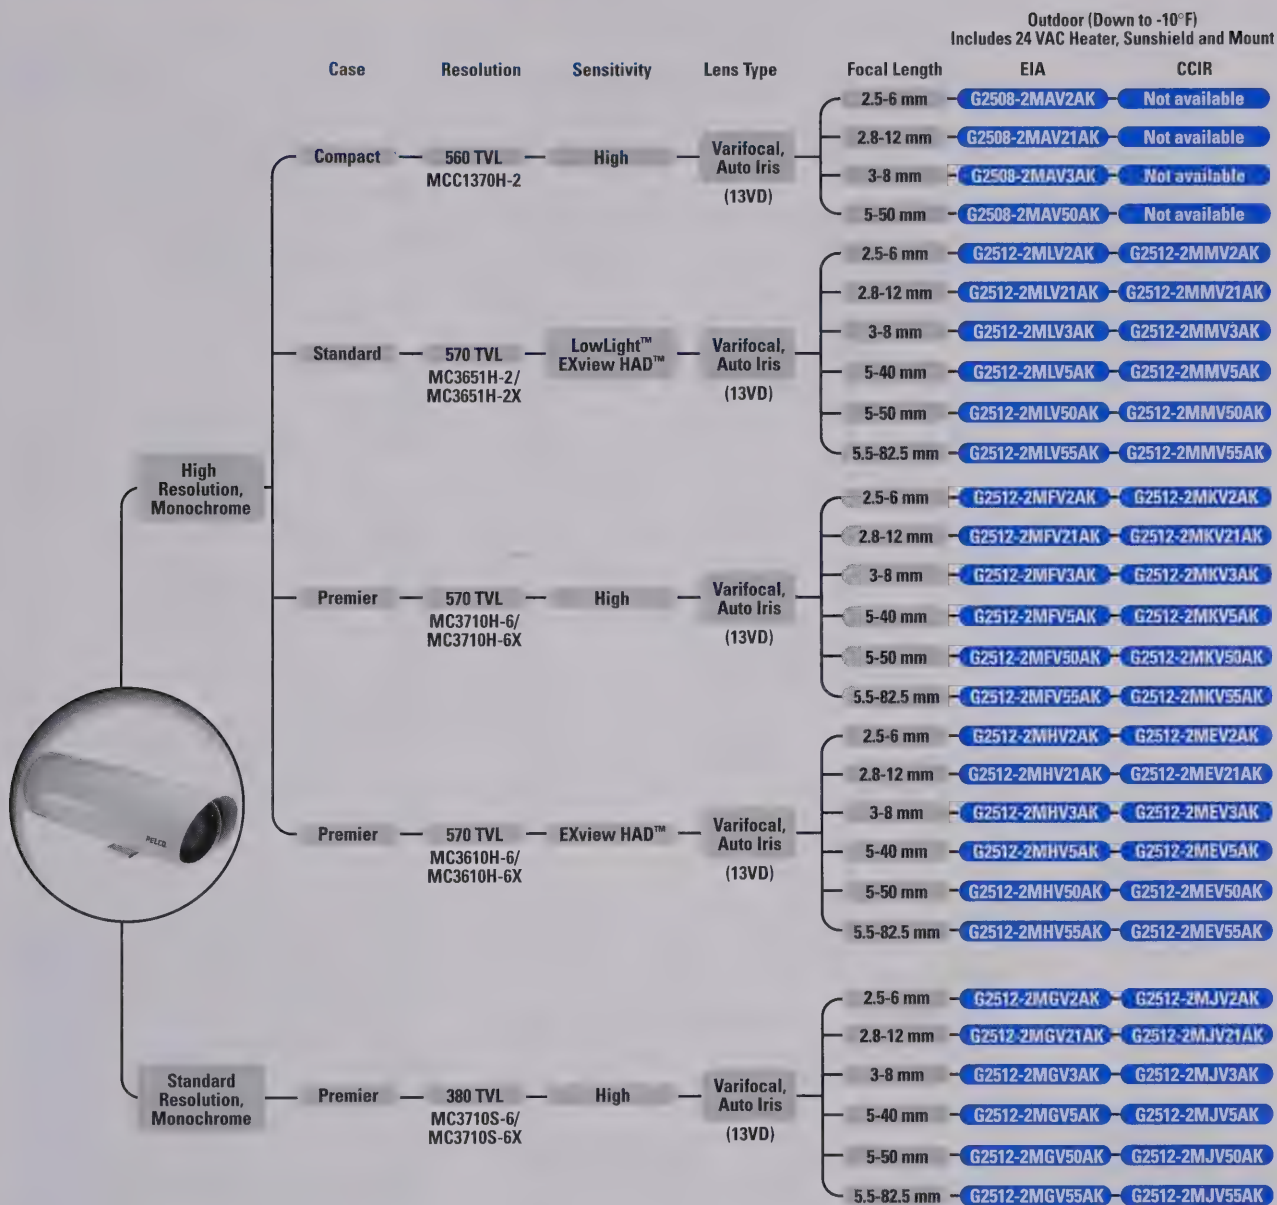 Outdoor (Down to -10°F)
Includes 24 VAC Heater, Sunshield and Mount
Case Resolution Sensitivity Lens Type Focal Length EIA CCIR
High Resolution, Monochrome
Compact
560 TVL
MCC1370H-2
High
Varifocal,
Auto Iris
(13VD)
2.5-6 mm G2508-2MAV2AK Not available
2.8-12 mm G2508-2MAV21AK Not available
3-8 mm G2508-2MAV3AK Not available
5-50 mm G2508-2MAV50AK Not available
Standard
570 TVL
MC3651H-2/
MC3651H-2X
LowLight™
EXview HAD™
Varifocal,
Auto Iris
(13VD)
2.5-6 mm G2512-2MLV2AK G2512-2MMV2AK
2.8-12 mm G2512-2MLV21AK G2512-2MMV21AK
3-8 mm G2512-2MLV3AK G2512-2MMV3AK
5-40 mm G2512-2MLV5AK G2512-2MMV5AK
5-50 mm G2512-2MLV50AK G2512-2MMV50AK
5.5-82.5 mm G2512-2MLV55AK G2512-2MMV55AK
Premier
570 TVL
MC3710H-6/
MC3710H-6X
High
Varifocal,
Auto Iris
(13VD)
2.5-6 mm G2512-2MFV2AK G2512-2MKV2AK
2.8-12 mm G2512-2MFV21AK G2512-2MKV21AK
3-8 mm G2512-2MFV3AK G2512-2MKV3AK
5-40 mm G2512-2MFV5AK G2512-2MKV5AK
5-50 mm G2512-2MFV50AK G2512-2MKV50AK
5.5-82.5 mm G2512-2MFV55AK G2512-2MKV55AK
Premier
570 TVL
MC3610H-6/
MC3610H-6X
EXview HAD™
Varifocal,
Auto Iris
(13VD)
2.5-6 mm G2512-2MHV2AK G2512-2MEV2AK
2.8-12 mm G2512-2MHV21AK G2512-2MEV21AK
3-8 mm G2512-2MHV3AK G2512-2MEV3AK
5-40 mm G2512-2MHV5AK G2512-2MEV5AK
5-50 mm G2512-2MHV50AK G2512-2MEV50AK
5.5-82.5 mm G2512-2MHV55AK G2512-2MEV55AK
PELCO
Standard
Resolution,
Monochrome
Premier
380 TVL
MC3710S-6/
MC3710S-6X
High
Varifocal,
Auto Iris
(13VD)
2.5-6 mm G2512-2MGV2AK G2512-2MJV2AK
2.8-12 mm G2512-2MGV21AK G2512-2MJV21AK
3-8 mm G2512-2MGV3AK G2512-2MJV3AK
5-40 mm G2512-2MGV5AK G2512-2MJV5AK
5-50 mm G2512-2MGV50AK G2512-2MJV50AK
5.5-82.5 mm G2512-2MGV55AK G2512-2MJV55AK